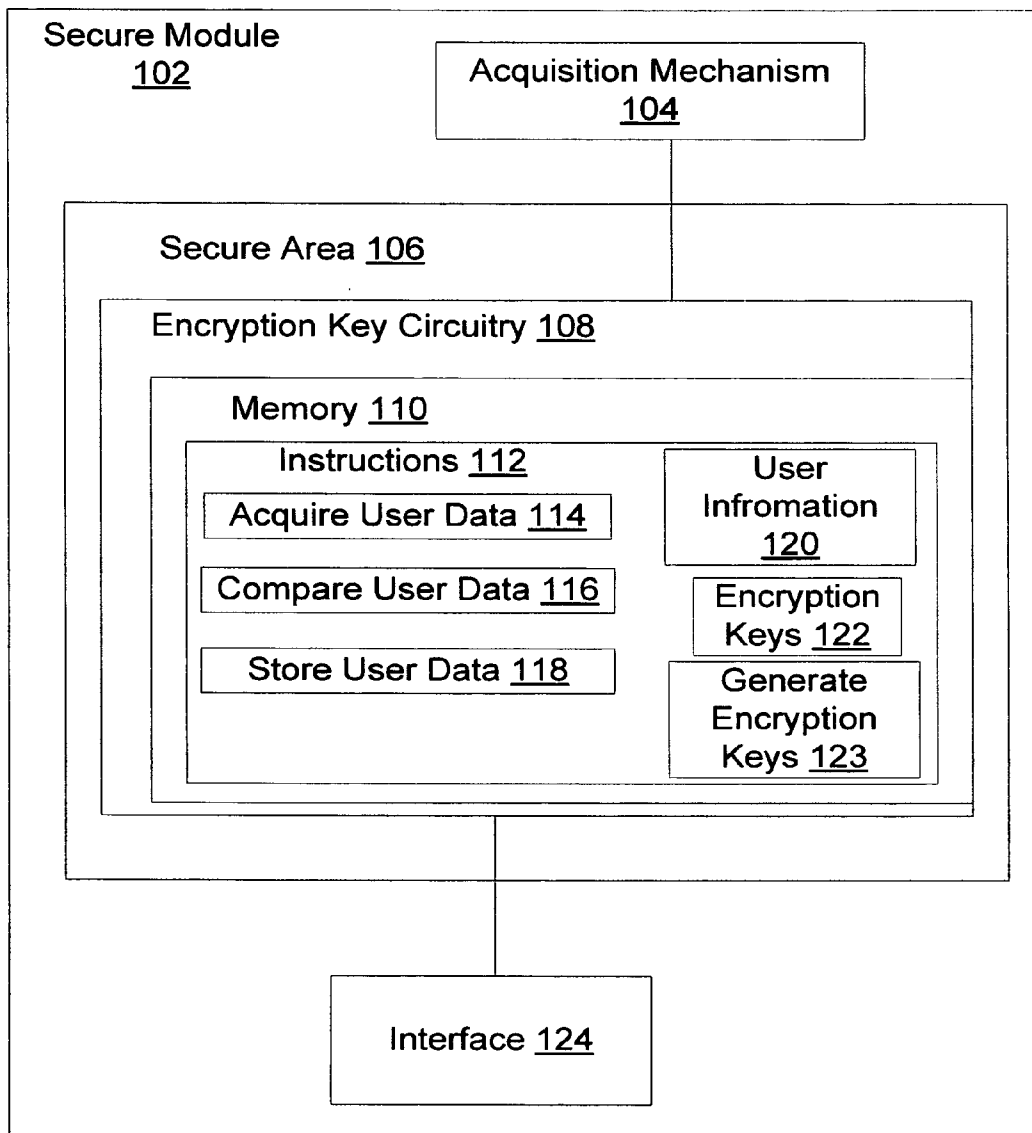 Secure Module
102
Acquisition Mechanism
104
Secure Area 106
Encryption Key Circuitry 108
Memory 110
Instructions 112
Acquire User Data 114
Compare User Data 116
Store User Data 118
User
Infromation
120
Encryption
Keys 122
Generate
Encryption
Keys 123
Interface 124